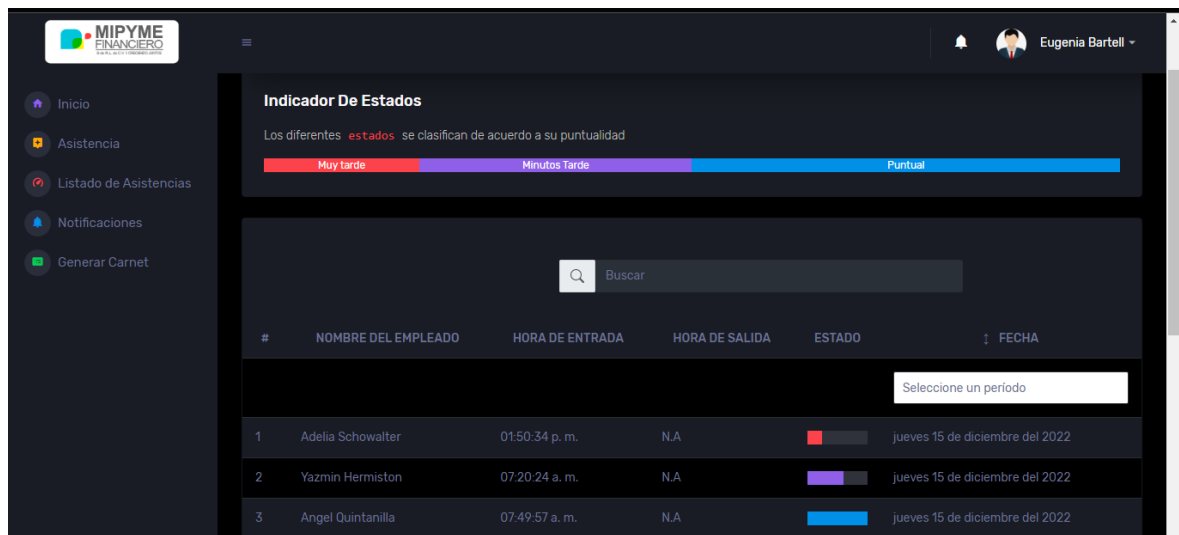 MIPYME
FINANCIERO
Eugenia Bartell
Inicio
Asistencia
Listado de Asistencias
Notificaciones
Generar Carnet
Indicador De Estados
Los diferentes estados se clasifican de acuerdo a su puntualidad
Muy tarde Minutos Tarde Puntual
Buscar
# NOMBRE DEL EMPLEADO HORA DE ENTRADA HORA DE SALIDA ESTADO FECHA
Seleccione un período
1 Adelia Schowalter 01:50:34 p. m. N.A jueves 15 de diciembre del 2022
2 Yazmin Hermiston 07:20:24 a. m. N.A jueves 15 de diciembre del 2022
3 Angel Quintanilla 07:49:57 a. m. N.A jueves 15 de diciembre del 2022